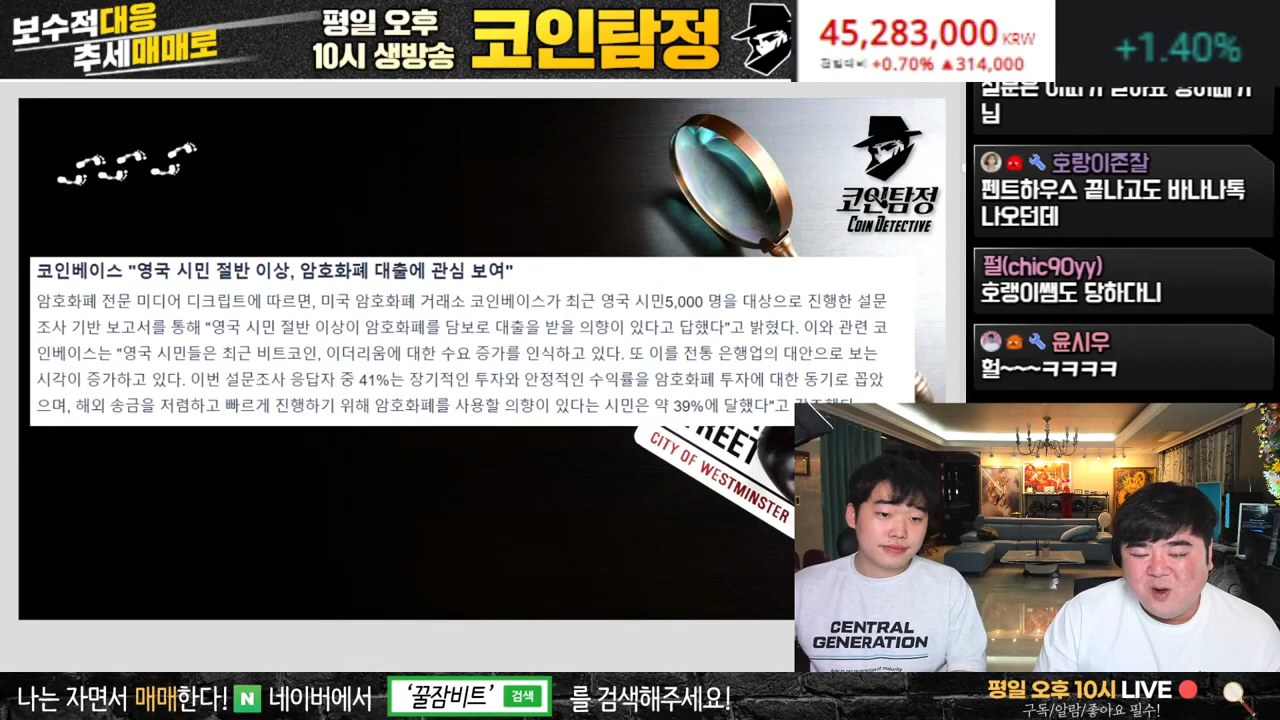 보수적대응
추세매매로
평일 오후
10시 생방송
코인탐정
45,283,000 KRW
전일대비 +0.70% ▲314,000
+1.40%
님
호랑이존잘
펜트하우스 끝나고도 바나나톡
나오던데
펄(chic90yy)
호랭이쌤도 당하다니
윤시우
헐~~~ㅋㅋㅋㅋ
코인탐정
COIN DETECTIVE
코인베이스 "영국 시민 절반 이상, 암호화폐 대출에 관심 보여"
암호화폐 전문 미디어 디크립트에 따르면, 미국 암호화폐 거래소 코인베이스가 최근 영국 시민5,000 명을 대상으로 진행한 설문
조사 기반 보고서를 통해 "영국 시민 절반 이상이 암호화폐를 담보로 대출을 받을 의향이 있다고 답했다"고 밝혔다. 이와 관련 코
인베이스는 "영국 시민들은 최근 비트코인, 이더리움에 대한 수요 증가를 인식하고 있다. 또 이를 전통 은행업의 대안으로 보는
시각이 증가하고 있다. 이번 설문조사 응답자 중 41%는 장기적인 투자와 안정적인 수익률을 암호화폐 투자에 대한 동기로 꼽았
으며, 해외 송금을 저렴하고 빠르게 진행하기 위해 암호화폐를 사용할 의향이 있다는 시민은 약 39%에 달했다"고
CITY OF WESTMINSTER
CENTRAL
GENERATION
나는 자면서 매매한다! N 네이버에서 '꿀잠비트' 검색 를 검색해주세요!
평일 오후 10시 LIVE
구독/알람/좋아요 필수!